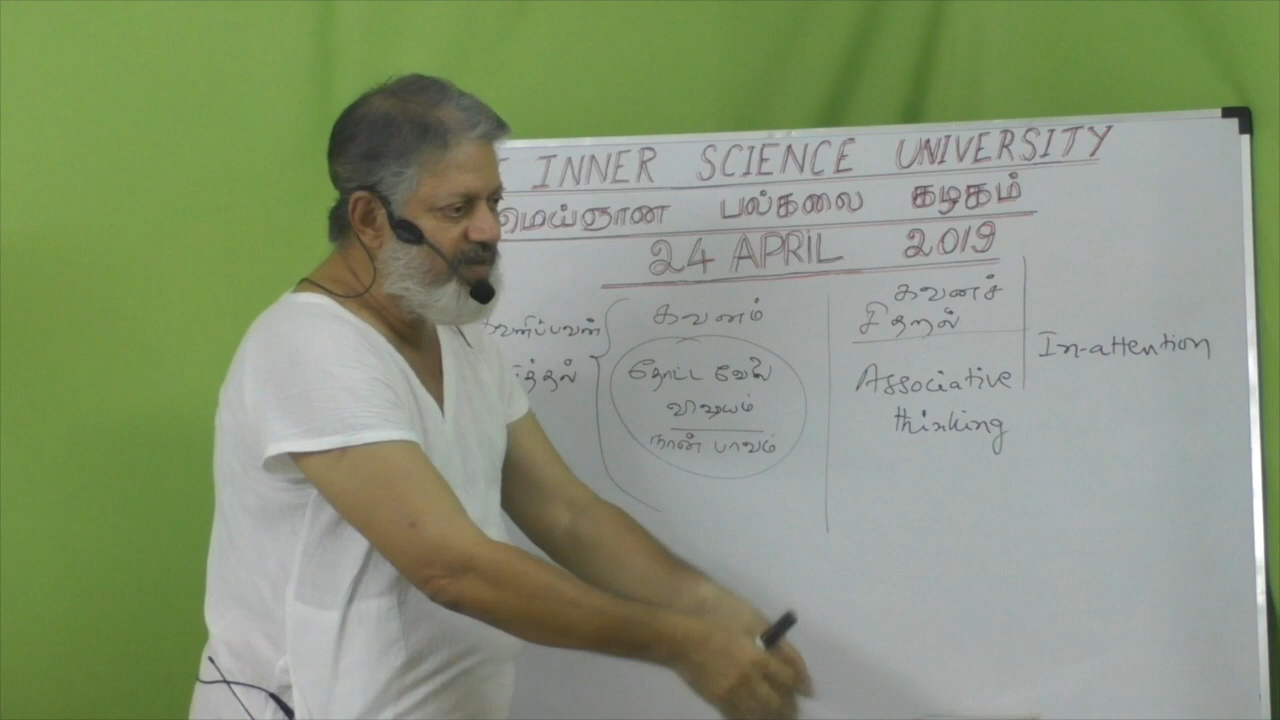 INNER SCIENCE UNIVERSITY
மெய்ஞான பல்கலை கழகம்
24 APRIL 2019
கவனம்
தோட்ட வேலை
விஷயம்
நான் பாவம்
கவனச்
சிதறல்
Associative
thinking
In-attention